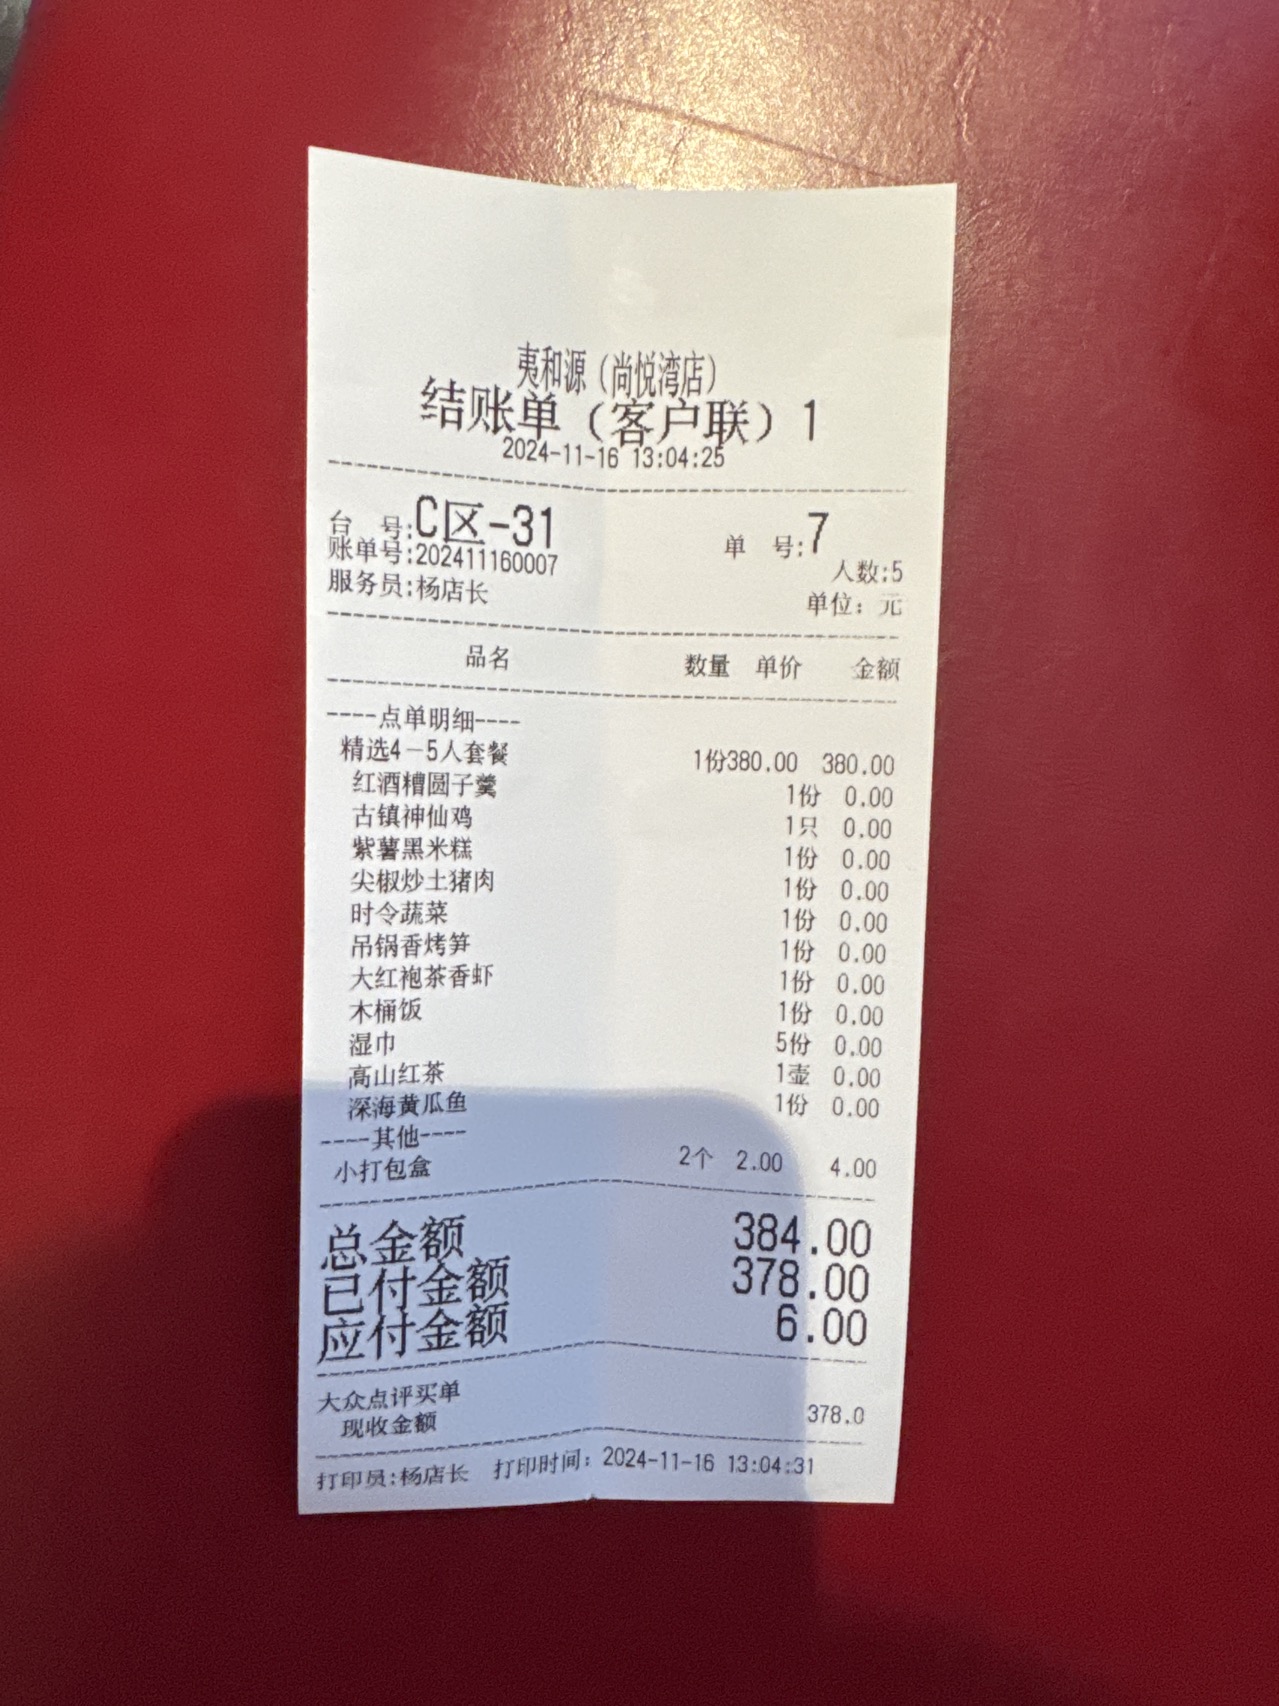 夷和源（尚悦湾店）
结账单（客户联）1
2024-11-16 13:04:25
台 号:C区-31 单 号:7
账单号:202411160007 人数:5
服务员:杨店长 单位：元
品名 数量 单价 金额
----点单明细----
精选4－5人套餐 1份380.00 380.00
红酒糟圆子羹 1份 0.00
古镇神仙鸡 1只 0.00
紫薯黑米糕 1份 0.00
尖椒炒土猪肉 1份 0.00
时令蔬菜 1份 0.00
吊锅香烤笋 1份 0.00
大红袍茶香虾 1份 0.00
木桶饭 1份 0.00
湿巾 5份 0.00
高山红茶 1壶 0.00
深海黄瓜鱼 1份 0.00
----其他----
小打包盒 2个 2.00 4.00
总金额 384.00
已付金额 378.00
应付金额 6.00
大众点评买单
现收金额 378.0
打印员:杨店长 打印时间：2024-11-16 13:04:31